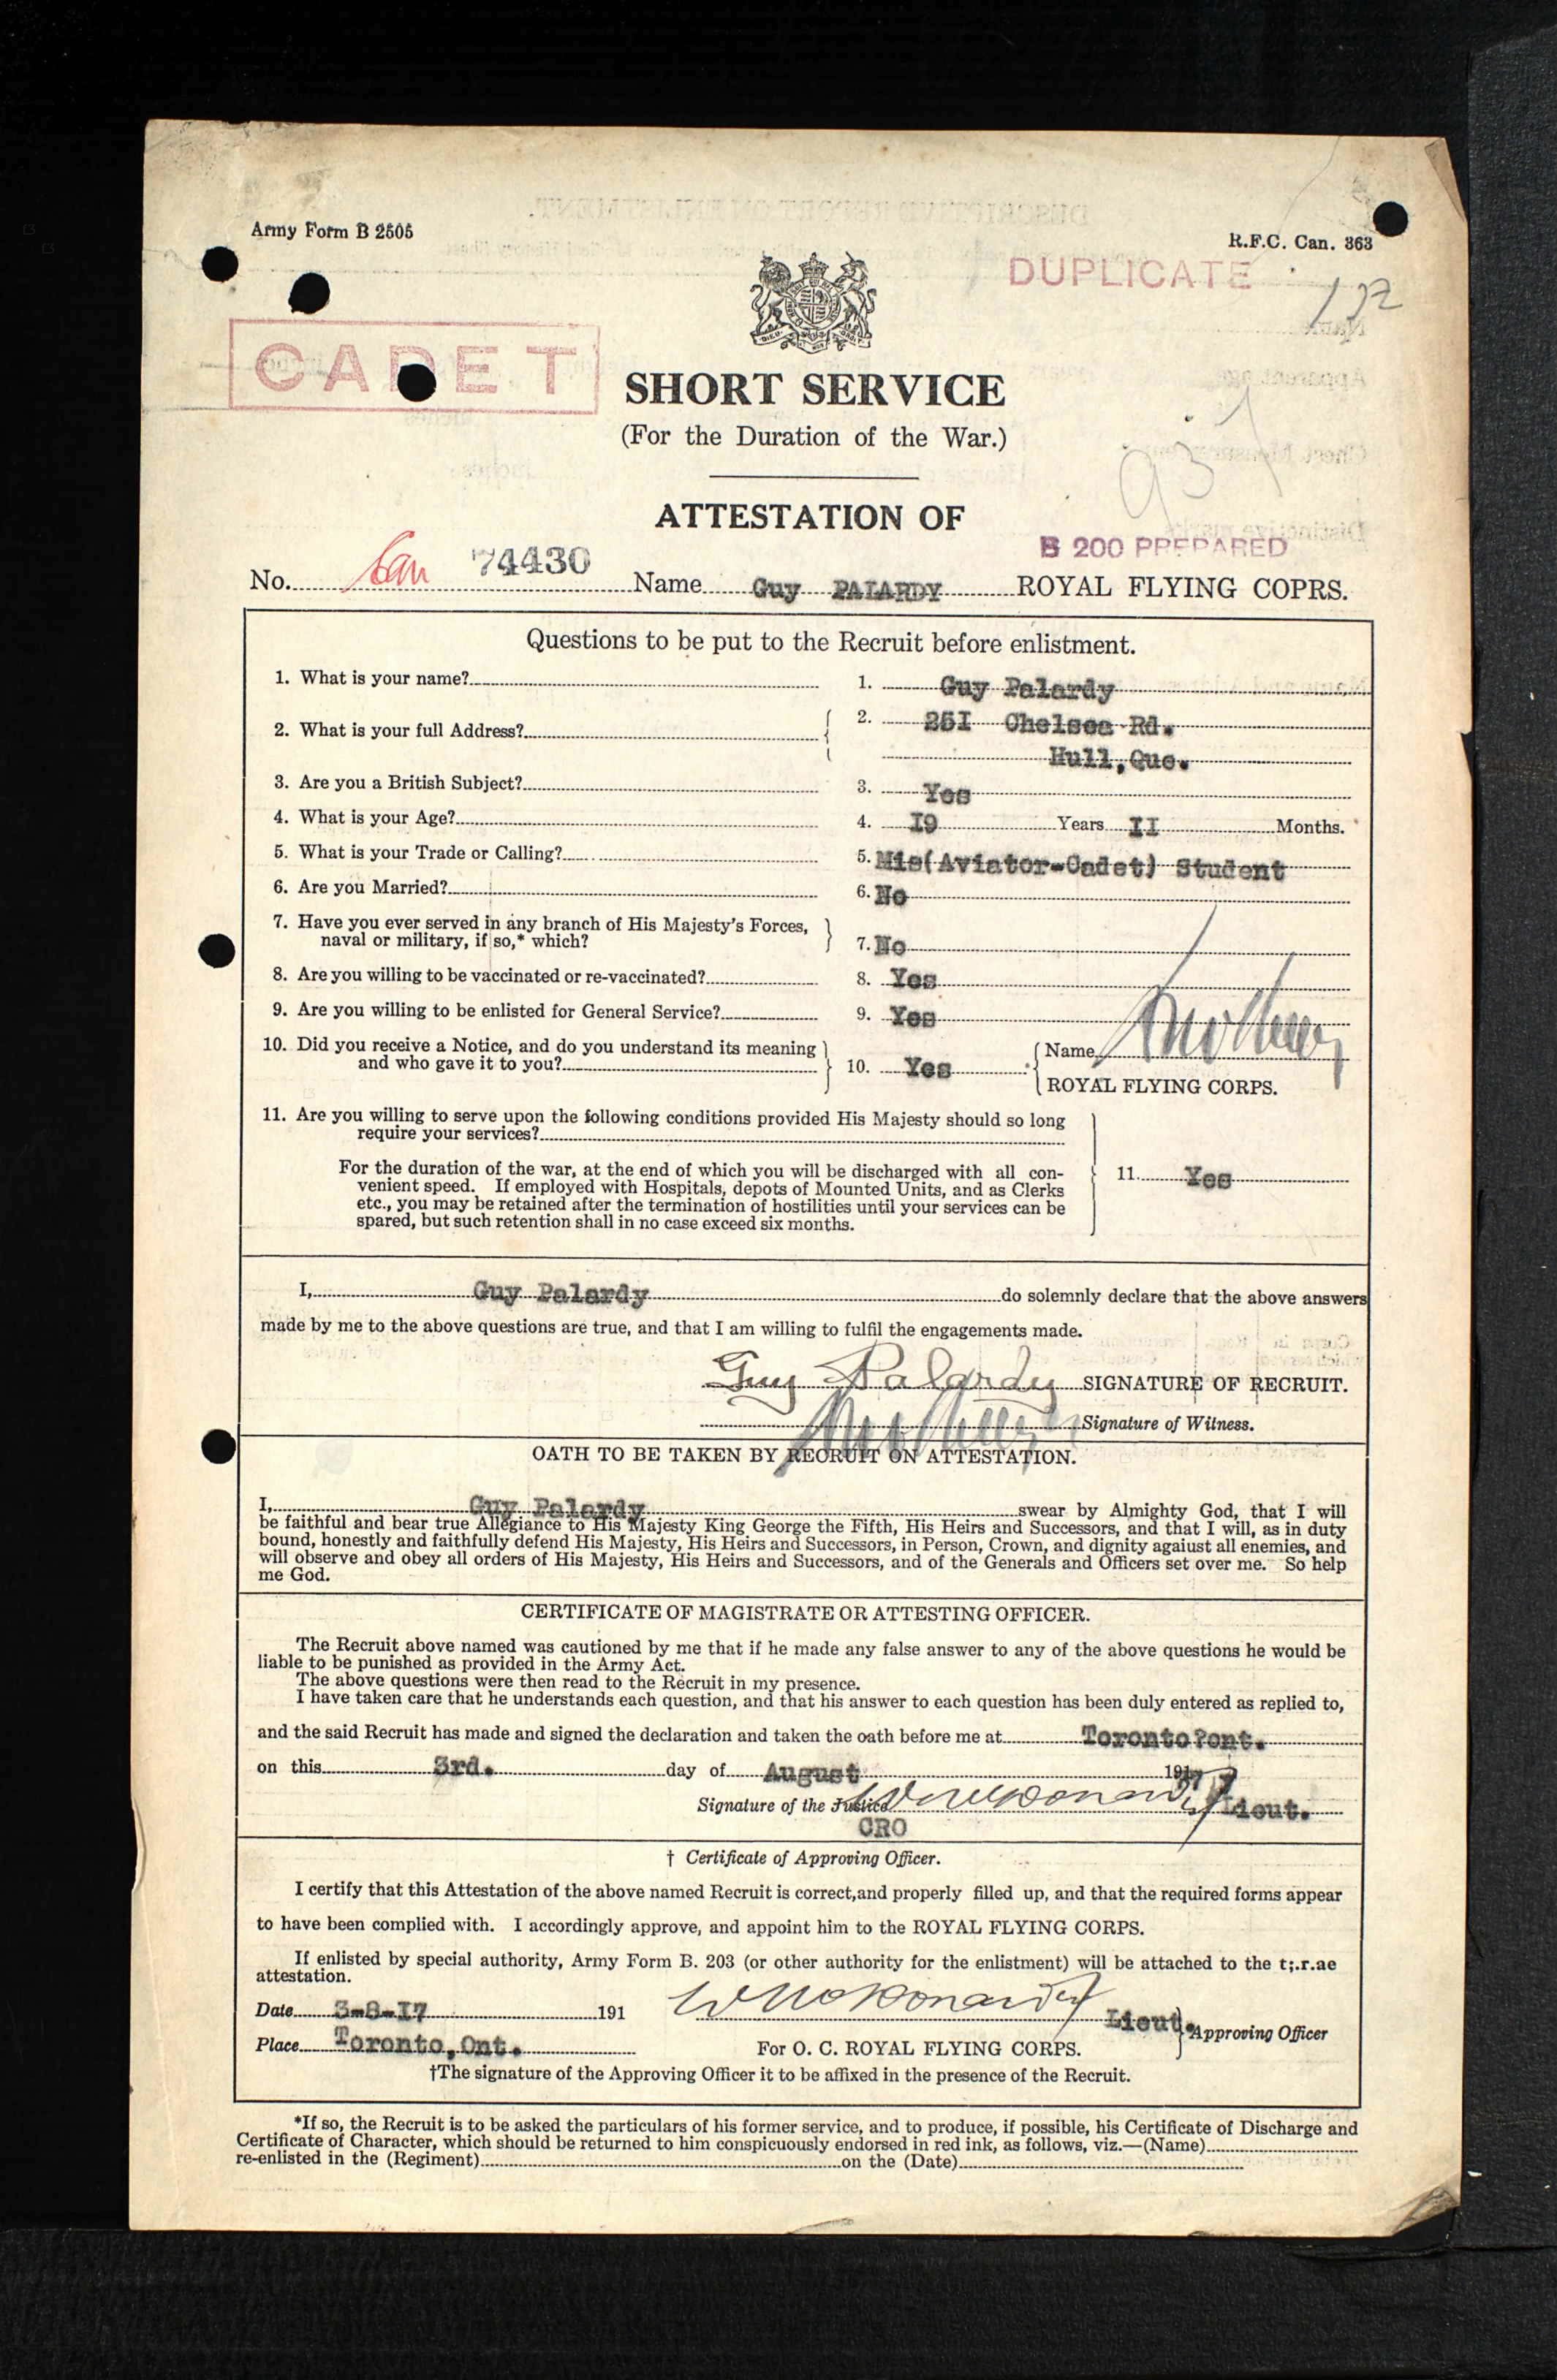 Army Form B 2505
R.F.C. Can. 363
DUPLICATE
CADET
SHORT SERVICE
(For the Duration of the War.)
ATTESTATION OF
B 200 PREPARED
No. Can 74430 Name Guy PALARDY ROYAL FLYING COPRS.
Questions to be put to the Recruit before enlistment.
1. What is your name? 1. Guy Palardy
2. What is your full Address? 2. 25I Chelsea Rd.
Hull,Que.
3. Are you a British Subject? 3. Yes
4. What is your Age? 4. I9 Years II Months.
5. What is your Trade or Calling? 5. Mis(Aviator-Cadet) Student
6. Are you Married? 6. No
7. Have you ever served in any branch of His Majesty's Forces,
naval or military, if so,* which? 7. No
8. Are you willing to be vaccinated or re-vaccinated? 8. Yes
9. Are you willing to be enlisted for General Service? 9. Yes
10. Did you receive a Notice, and do you understand its meaning
and who gave it to you? 10. Yes Name
ROYAL FLYING CORPS.
11. Are you willing to serve upon the following conditions provided His Majesty should so long
require your services?
For the duration of the war, at the end of which you will be discharged with all con-
venient speed. If employed with Hospitals, depots of Mounted Units, and as Clerks 11. Yes
etc., you may be retained after the termination of hostilities until your services can be
spared, but such retention shall in no case exceed six months.
I, Guy Palardy do solemnly declare that the above answers
made by me to the above questions are true, and that I am willing to fulfil the engagements made.
Guy Palardy SIGNATURE OF RECRUIT.
Signature of Witness.
OATH TO BE TAKEN BY RECRUIT ON ATTESTATION.
I, Guy Palardy swear by Almighty God, that I will
be faithful and bear true Allegiance to His Majesty King George the Fifth, His Heirs and Successors, and that I will, as in duty
bound, honestly and faithfully defend His Majesty, His Heirs and Successors, in Person, Crown, and dignity agaiust all enemies, and
will observe and obey all orders of His Majesty, His Heirs and Successors, and of the Generals and Officers set over me. So help
me God.
CERTIFICATE OF MAGISTRATE OR ATTESTING OFFICER.
The Recruit above named was cautioned by me that if he made any false answer to any of the above questions he would be
liable to be punished as provided in the Army Act.
The above questions were then read to the Recruit in my presence.
I have taken care that he understands each question, and that his answer to each question has been duly entered as replied to,
and the said Recruit has made and signed the declaration and taken the oath before me at Toronto?ont.
on this 3rd. day of August 1917
Signature of the Justice Lieut.
CRO
† Certificate of Approving Officer.
I certify that this Attestation of the above named Recruit is correct,and properly filled up, and that the required forms appear
to have been complied with. I accordingly approve, and appoint him to the ROYAL FLYING CORPS.
If enlisted by special authority, Army Form B. 203 (or other authority for the enlistment) will be attached to the t;.r.ae
attestation.
Date 3-8-I7 191
Lieut. Approving Officer
Place Toronto,Ont. For O. C. ROYAL FLYING CORPS.
†The signature of the Approving Officer it to be affixed in the presence of the Recruit.
*If so, the Recruit is to be asked the particulars of his former service, and to produce, if possible, his Certificate of Discharge and
Certificate of Character, which should be returned to him conspicuously endorsed in red ink, as follows, viz.—(Name)
re-enlisted in the (Regiment) on the (Date)